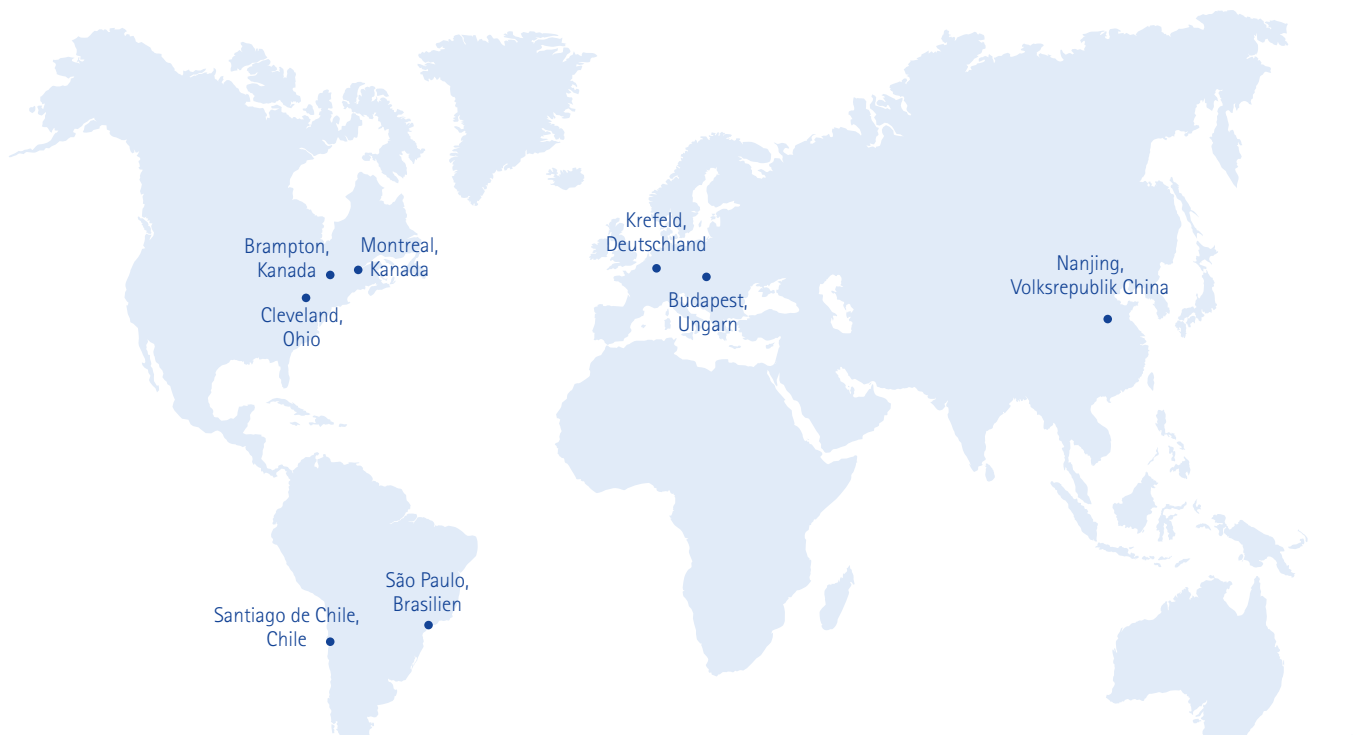 Brampton,
Kanada
Montreal,
Kanada
Cleveland,
Ohio
Krefeld,
Deutschland
Budapest,
Ungarn
Nanjing,
Volksrepublik China
São Paulo,
Brasilien
Santiago de Chile,
Chile